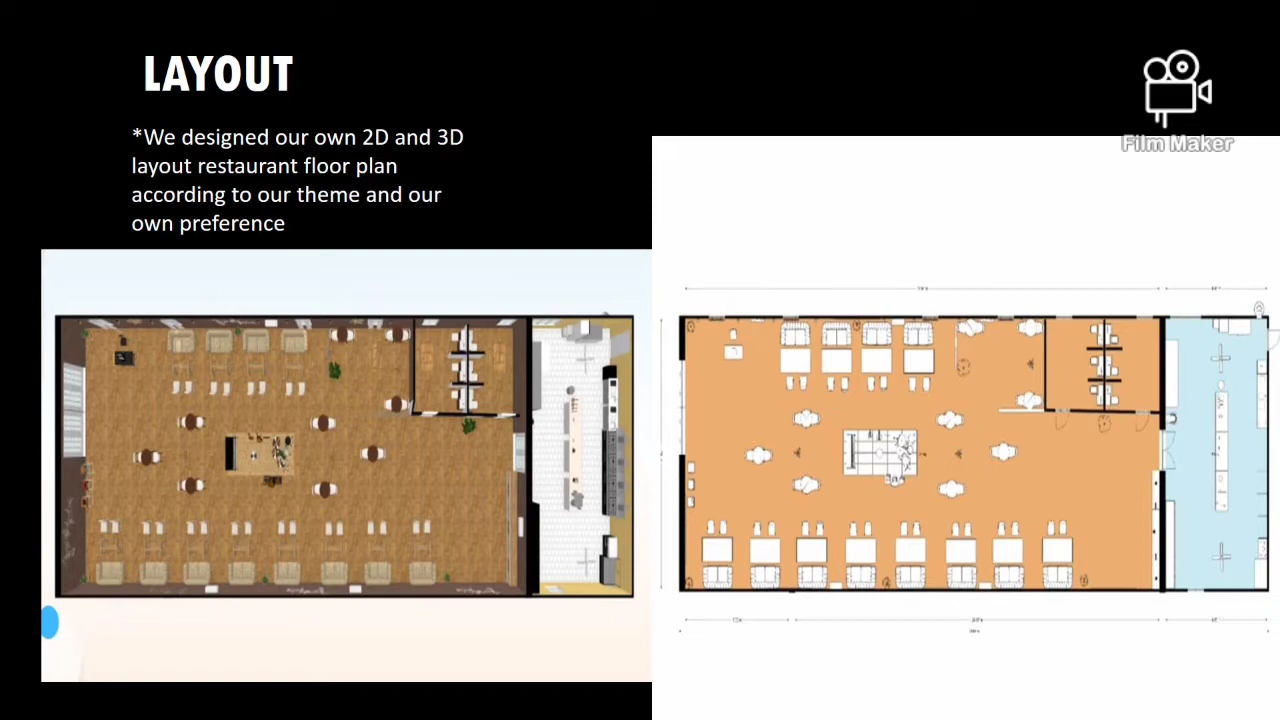 LAYOUT
*We designed our own 2D and 3D
layout restaurant floor plan
according to our theme and our
own preference
Film Maker